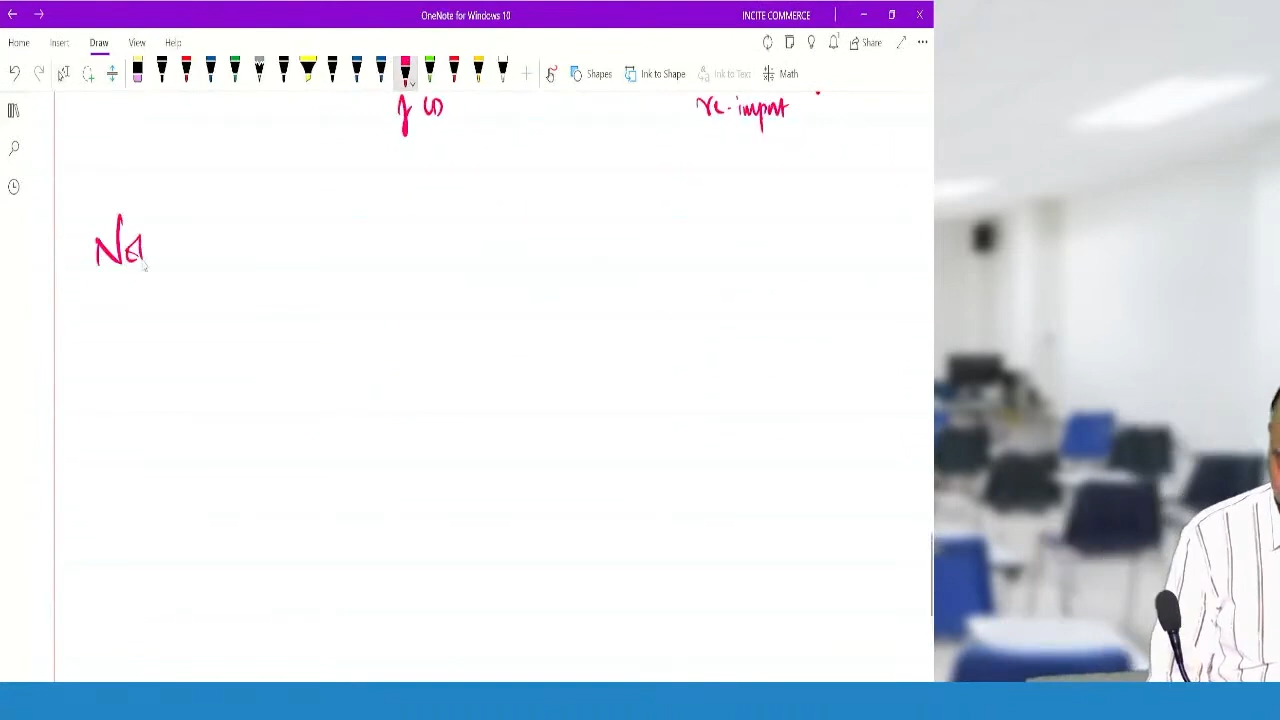 OneNote for Windows 10
INCITE COMMERCE
Home Insert Draw View Help
Share
Shapes Ink to Shape Ink to Text Math
re-import